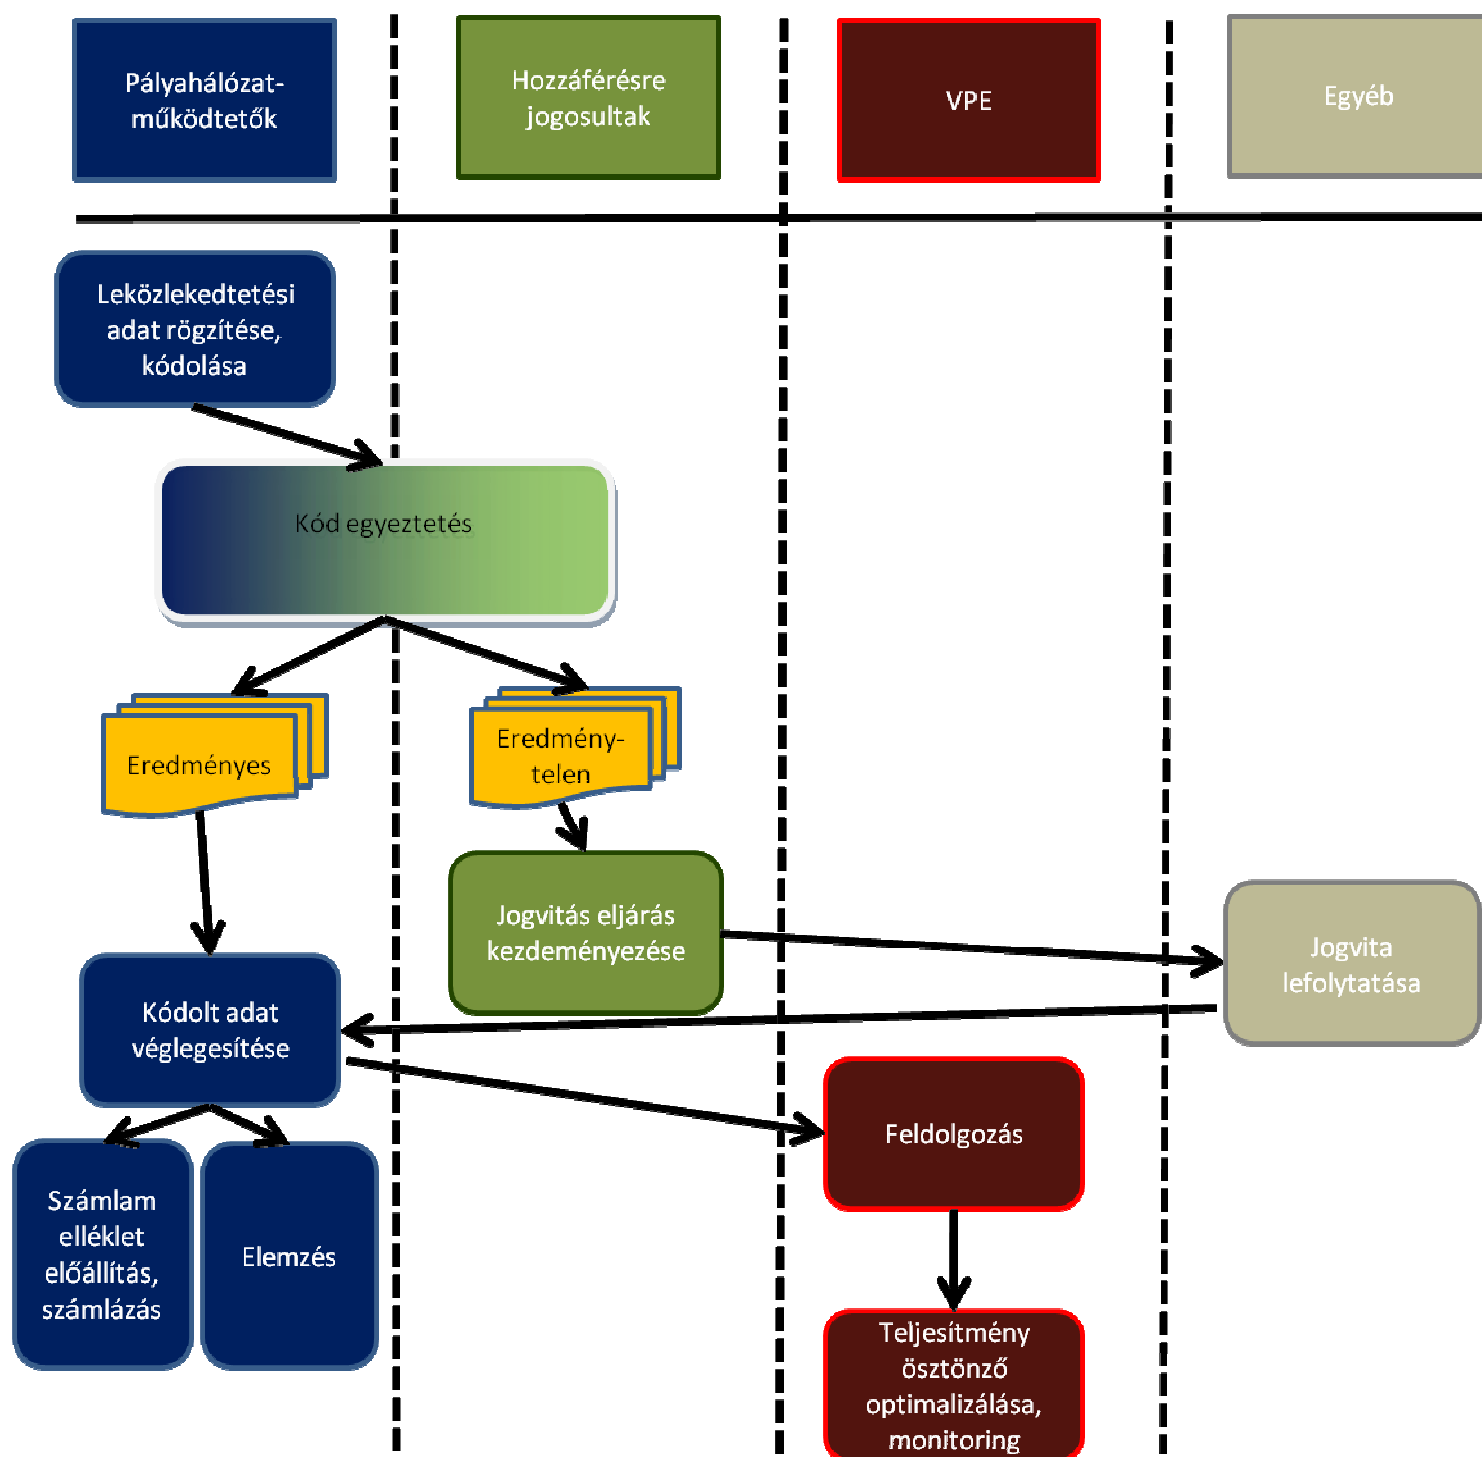 Pályahálózat-
működtetők
Hozzáférésre
jogosultak
VPE
Egyéb
Leközlekedtetési
adat rögzítése,
kódolása
Kód egyeztetés
Eredményes
Eredmény-
telen
Jogvitás eljárás
kezdeményezése
Jogvita
lefolytatása
Kódolt adat
véglegesítése
Feldolgozás
Számlam
elléklet
előállítás,
számlázás
Elemzés
Teljesítmény
ösztönző
optimalizálása,
monitoring